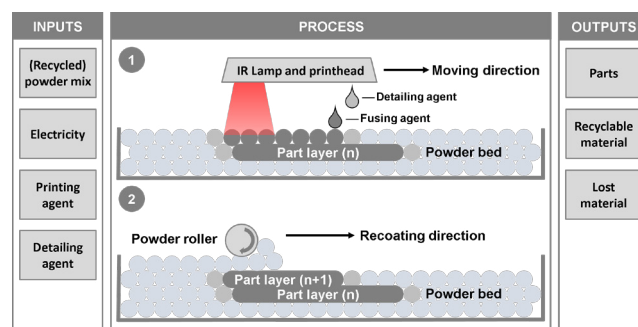 INPUTS
(Recycled)
powder mix
Electricity
Printing
agent
Detailing
agent
PROCESS
1
IR Lamp and printhead
Moving direction
Detailing agent
Fusing agent
Part layer (n)
Powder bed
2
Powder roller
Recoating direction
Part layer (n+1)
Part layer (n)
Powder bed
OUTPUTS
Parts
Recyclable
material
Lost
material